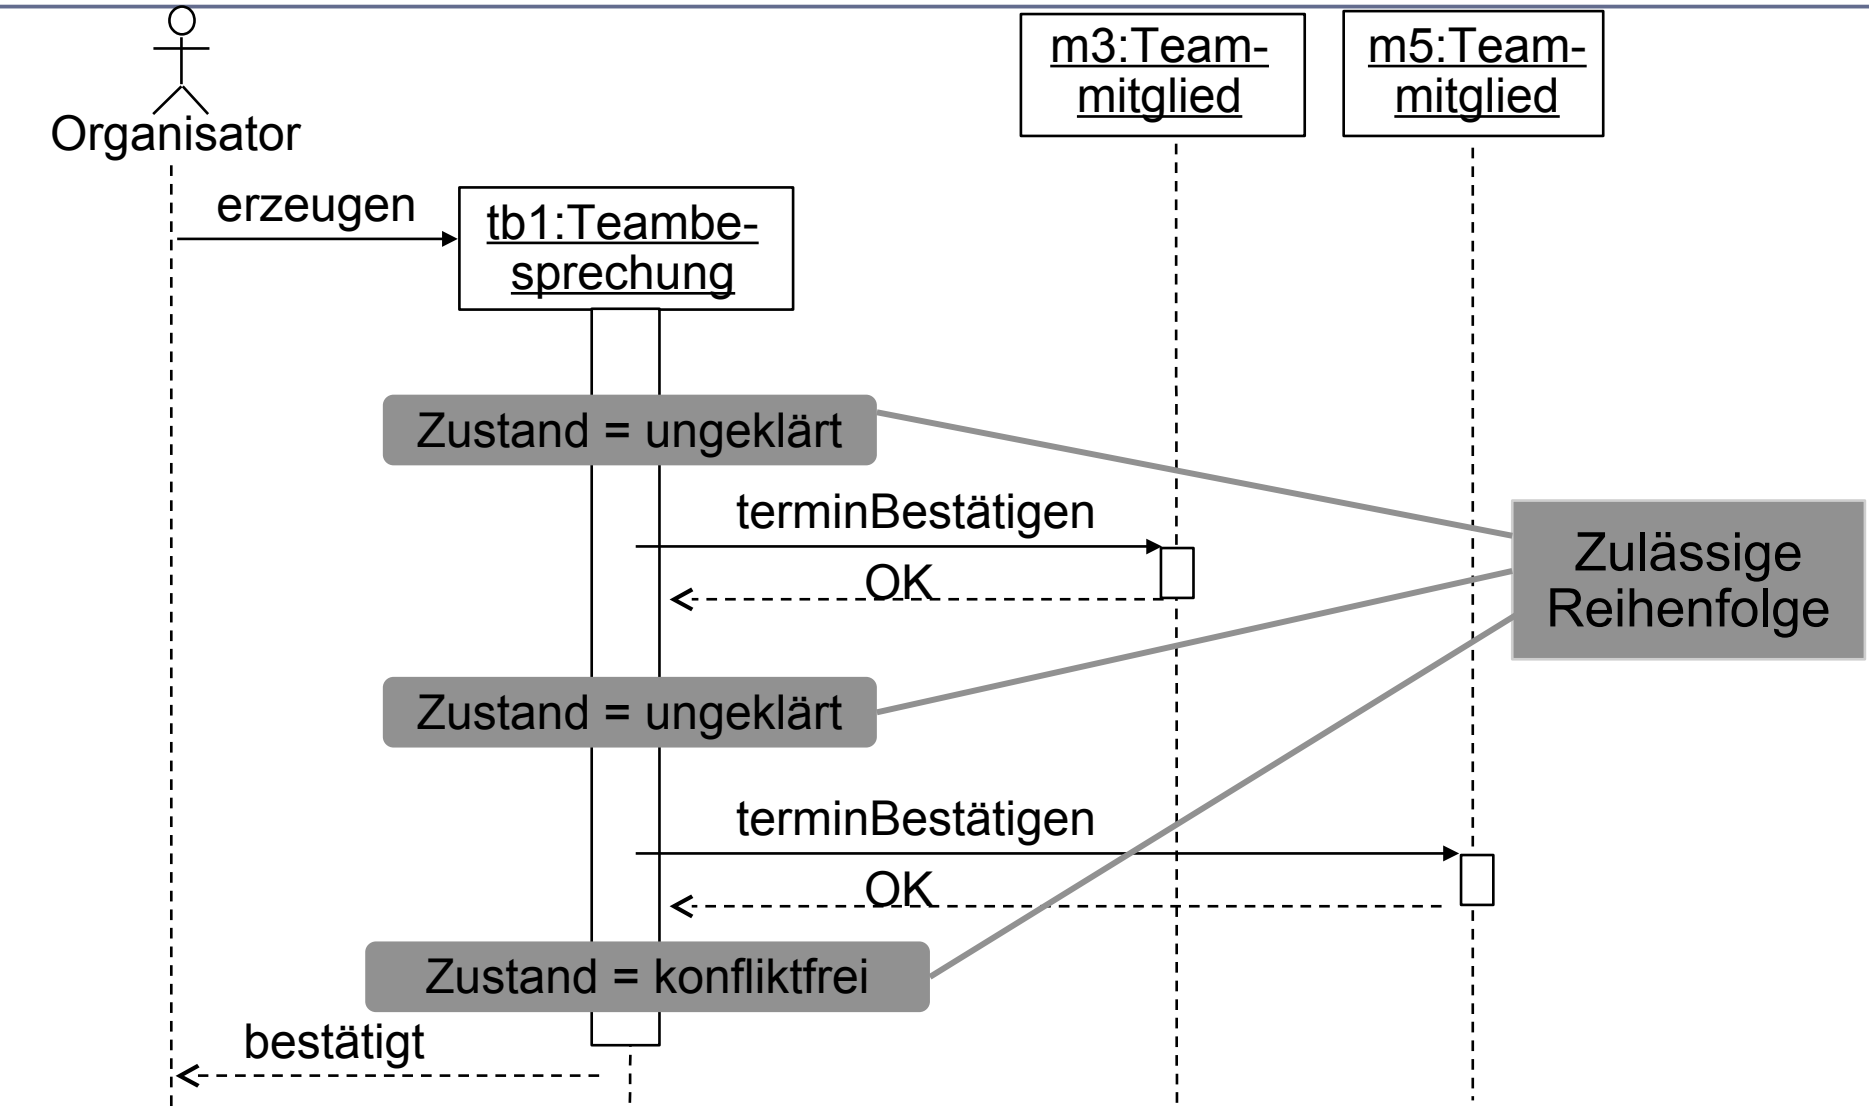 m3:Team-
mitglied
m5:Team-
mitglied
Organisator
erzeugen
tb1:Teambe-
sprechung
Zustand = ungeklärt
terminBestätigen
OK
Zulässige
Reihenfolge
Zustand = ungeklärt
terminBestätigen
OK
Zustand = konfliktfrei
bestätigt